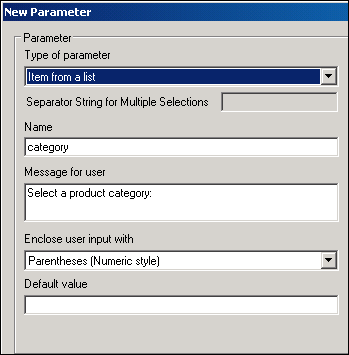 New Parameter
Parameter
Type of parameter
Item from a list
Separator String for Multiple Selections
Name
category
Message for user
Select a product category:
Enclose user input with
Parentheses (Numeric style)
Default value